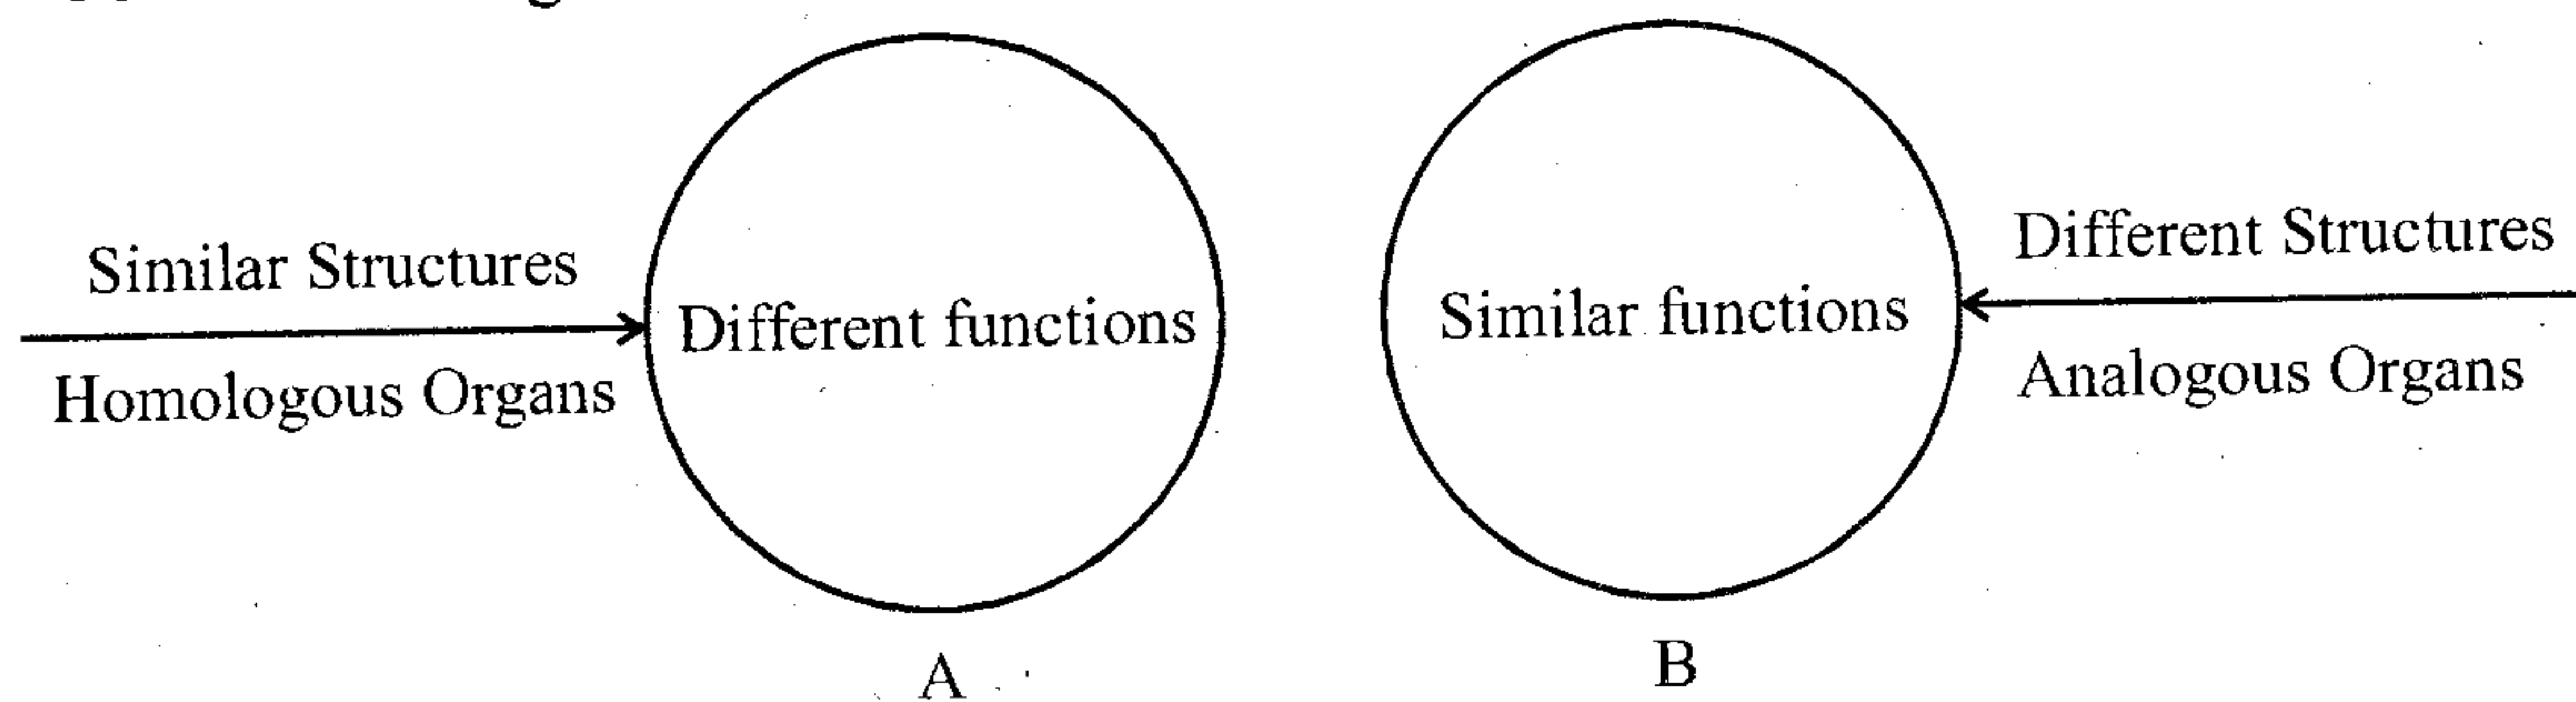 Similar Structures
Homologous Organs
Different functions
A
Similar functions
B
Different Structures
Analogous Organs